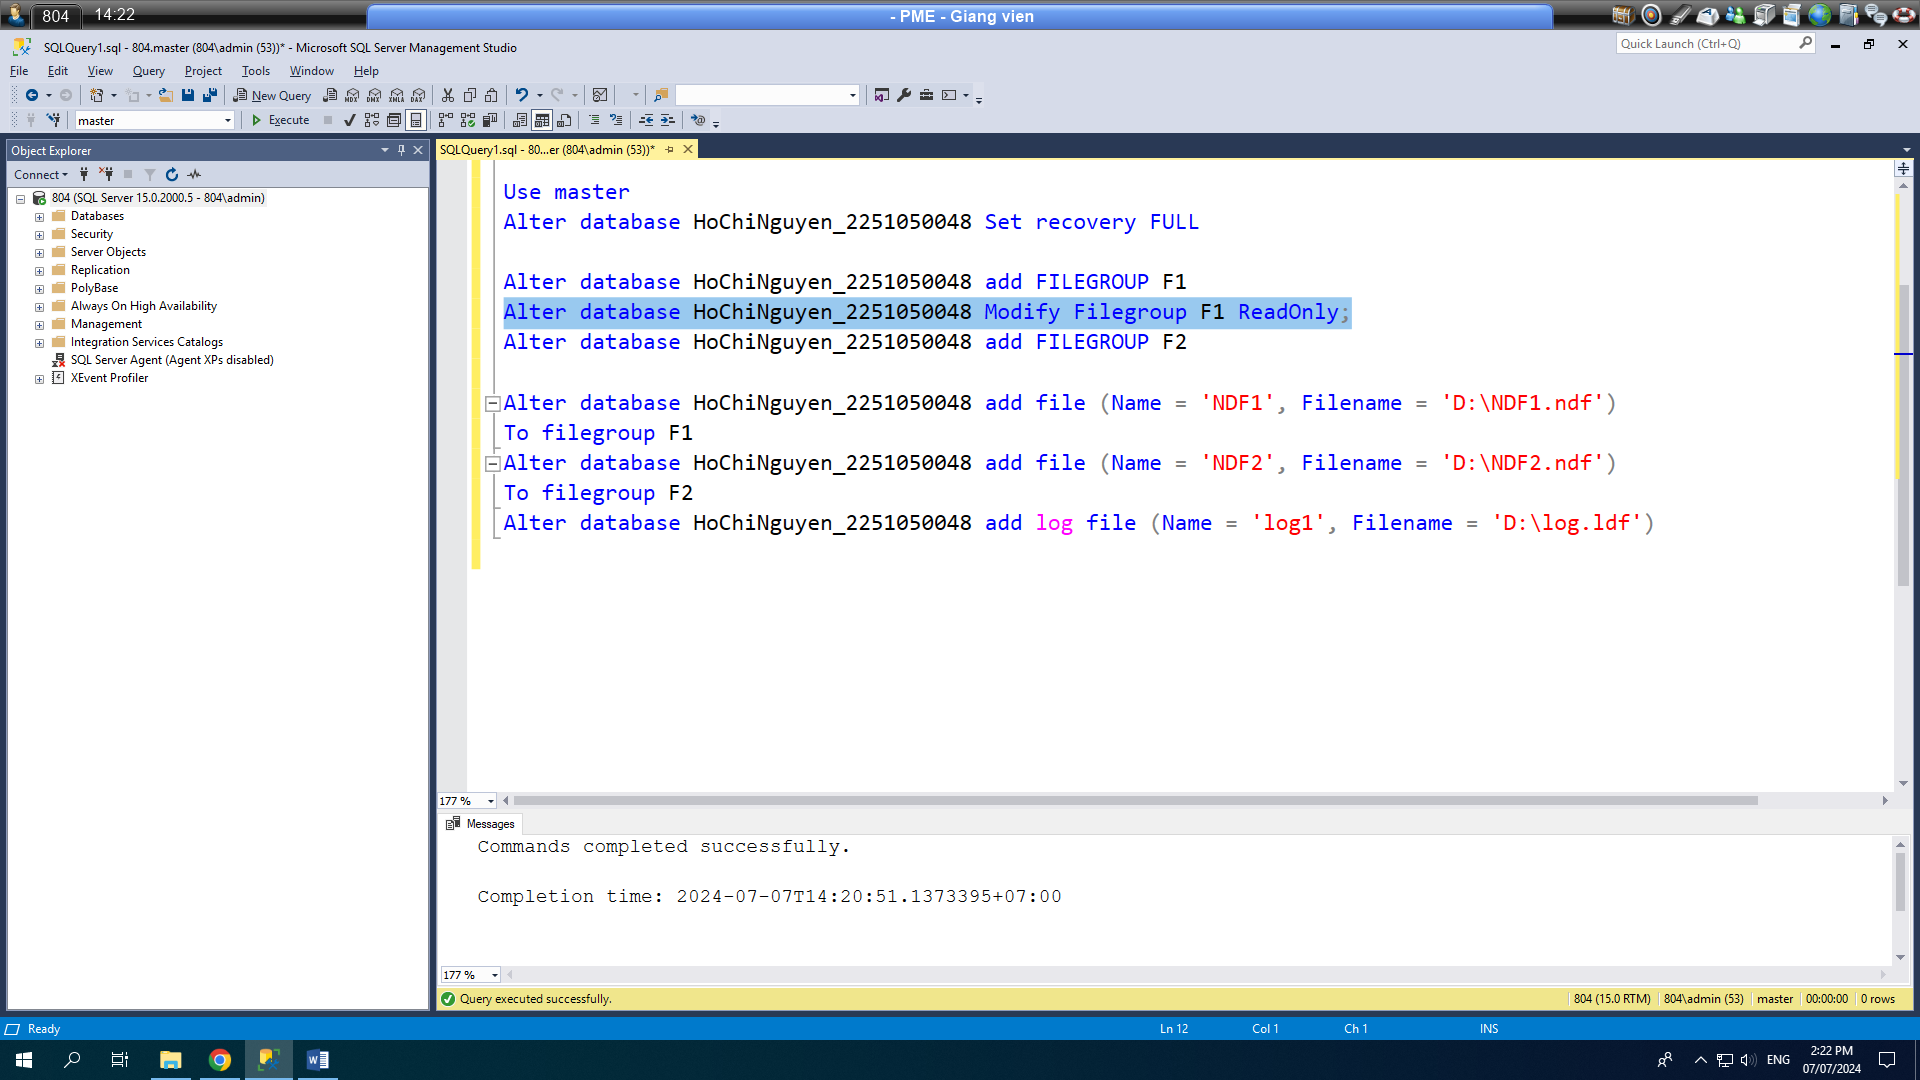 804
14:22
- PME - Giang vien
SQLQuery1.sql - 804.master (804\admin (53))* - Microsoft SQL Server Management Studio
Quick Launch (Ctrl+Q)
File Edit View Query Project Tools Window Help
New Query
MDX DMX XMLA DAX
master
Execute
Object Explorer
SQLQuery1.sql - 80...er (804\admin (53))*
Connect
804 (SQL Server 15.0.2000.5 - 804\admin)
Databases
Security
Server Objects
Replication
PolyBase
Always On High Availability
Management
Integration Services Catalogs
SQL Server Agent (Agent XPs disabled)
XEvent Profiler
Use master
Alter database HoChiNguyen_2251050048 Set recovery FULL
Alter database HoChiNguyen_2251050048 add FILEGROUP F1
Alter database HoChiNguyen_2251050048 Modify Filegroup F1 ReadOnly;
Alter database HoChiNguyen_2251050048 add FILEGROUP F2
Alter database HoChiNguyen_2251050048 add file (Name = 'NDF1', Filename = 'D:\NDF1.ndf')
To filegroup F1
Alter database HoChiNguyen_2251050048 add file (Name = 'NDF2', Filename = 'D:\NDF2.ndf')
To filegroup F2
Alter database HoChiNguyen_2251050048 add log file (Name = 'log1', Filename = 'D:\log.ldf')
177 %
Messages
Commands completed successfully.
Completion time: 2024-07-07T14:20:51.1373395+07:00
177 %
Query executed successfully.
804 (15.0 RTM) 804\admin (53) master 00:00:00 0 rows
Ready
Ln 12 Col 1 Ch 1 INS
ENG
2:22 PM
07/07/2024